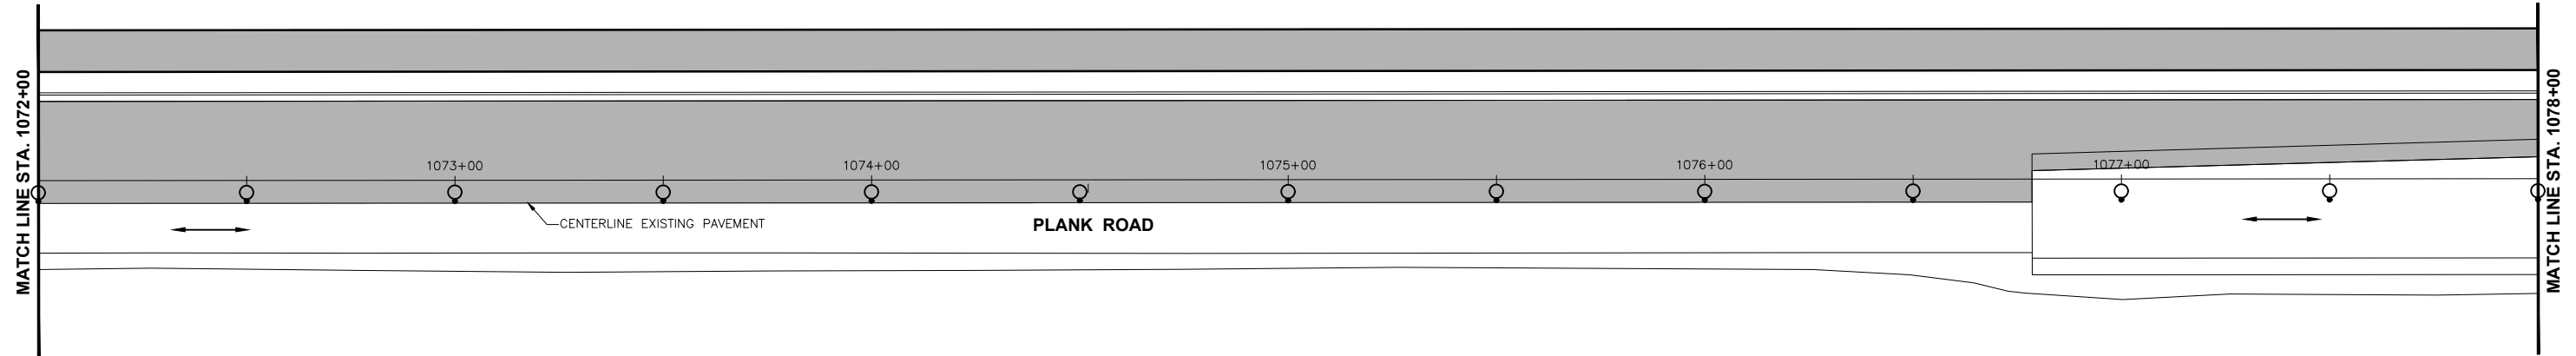 MATCH LINE STA. 1072+00
1073+00
1074+00
1075+00
1076+00
1077+00
CENTERLINE EXISTING PAVEMENT
PLANK ROAD
MATCH LINE STA. 1078+00